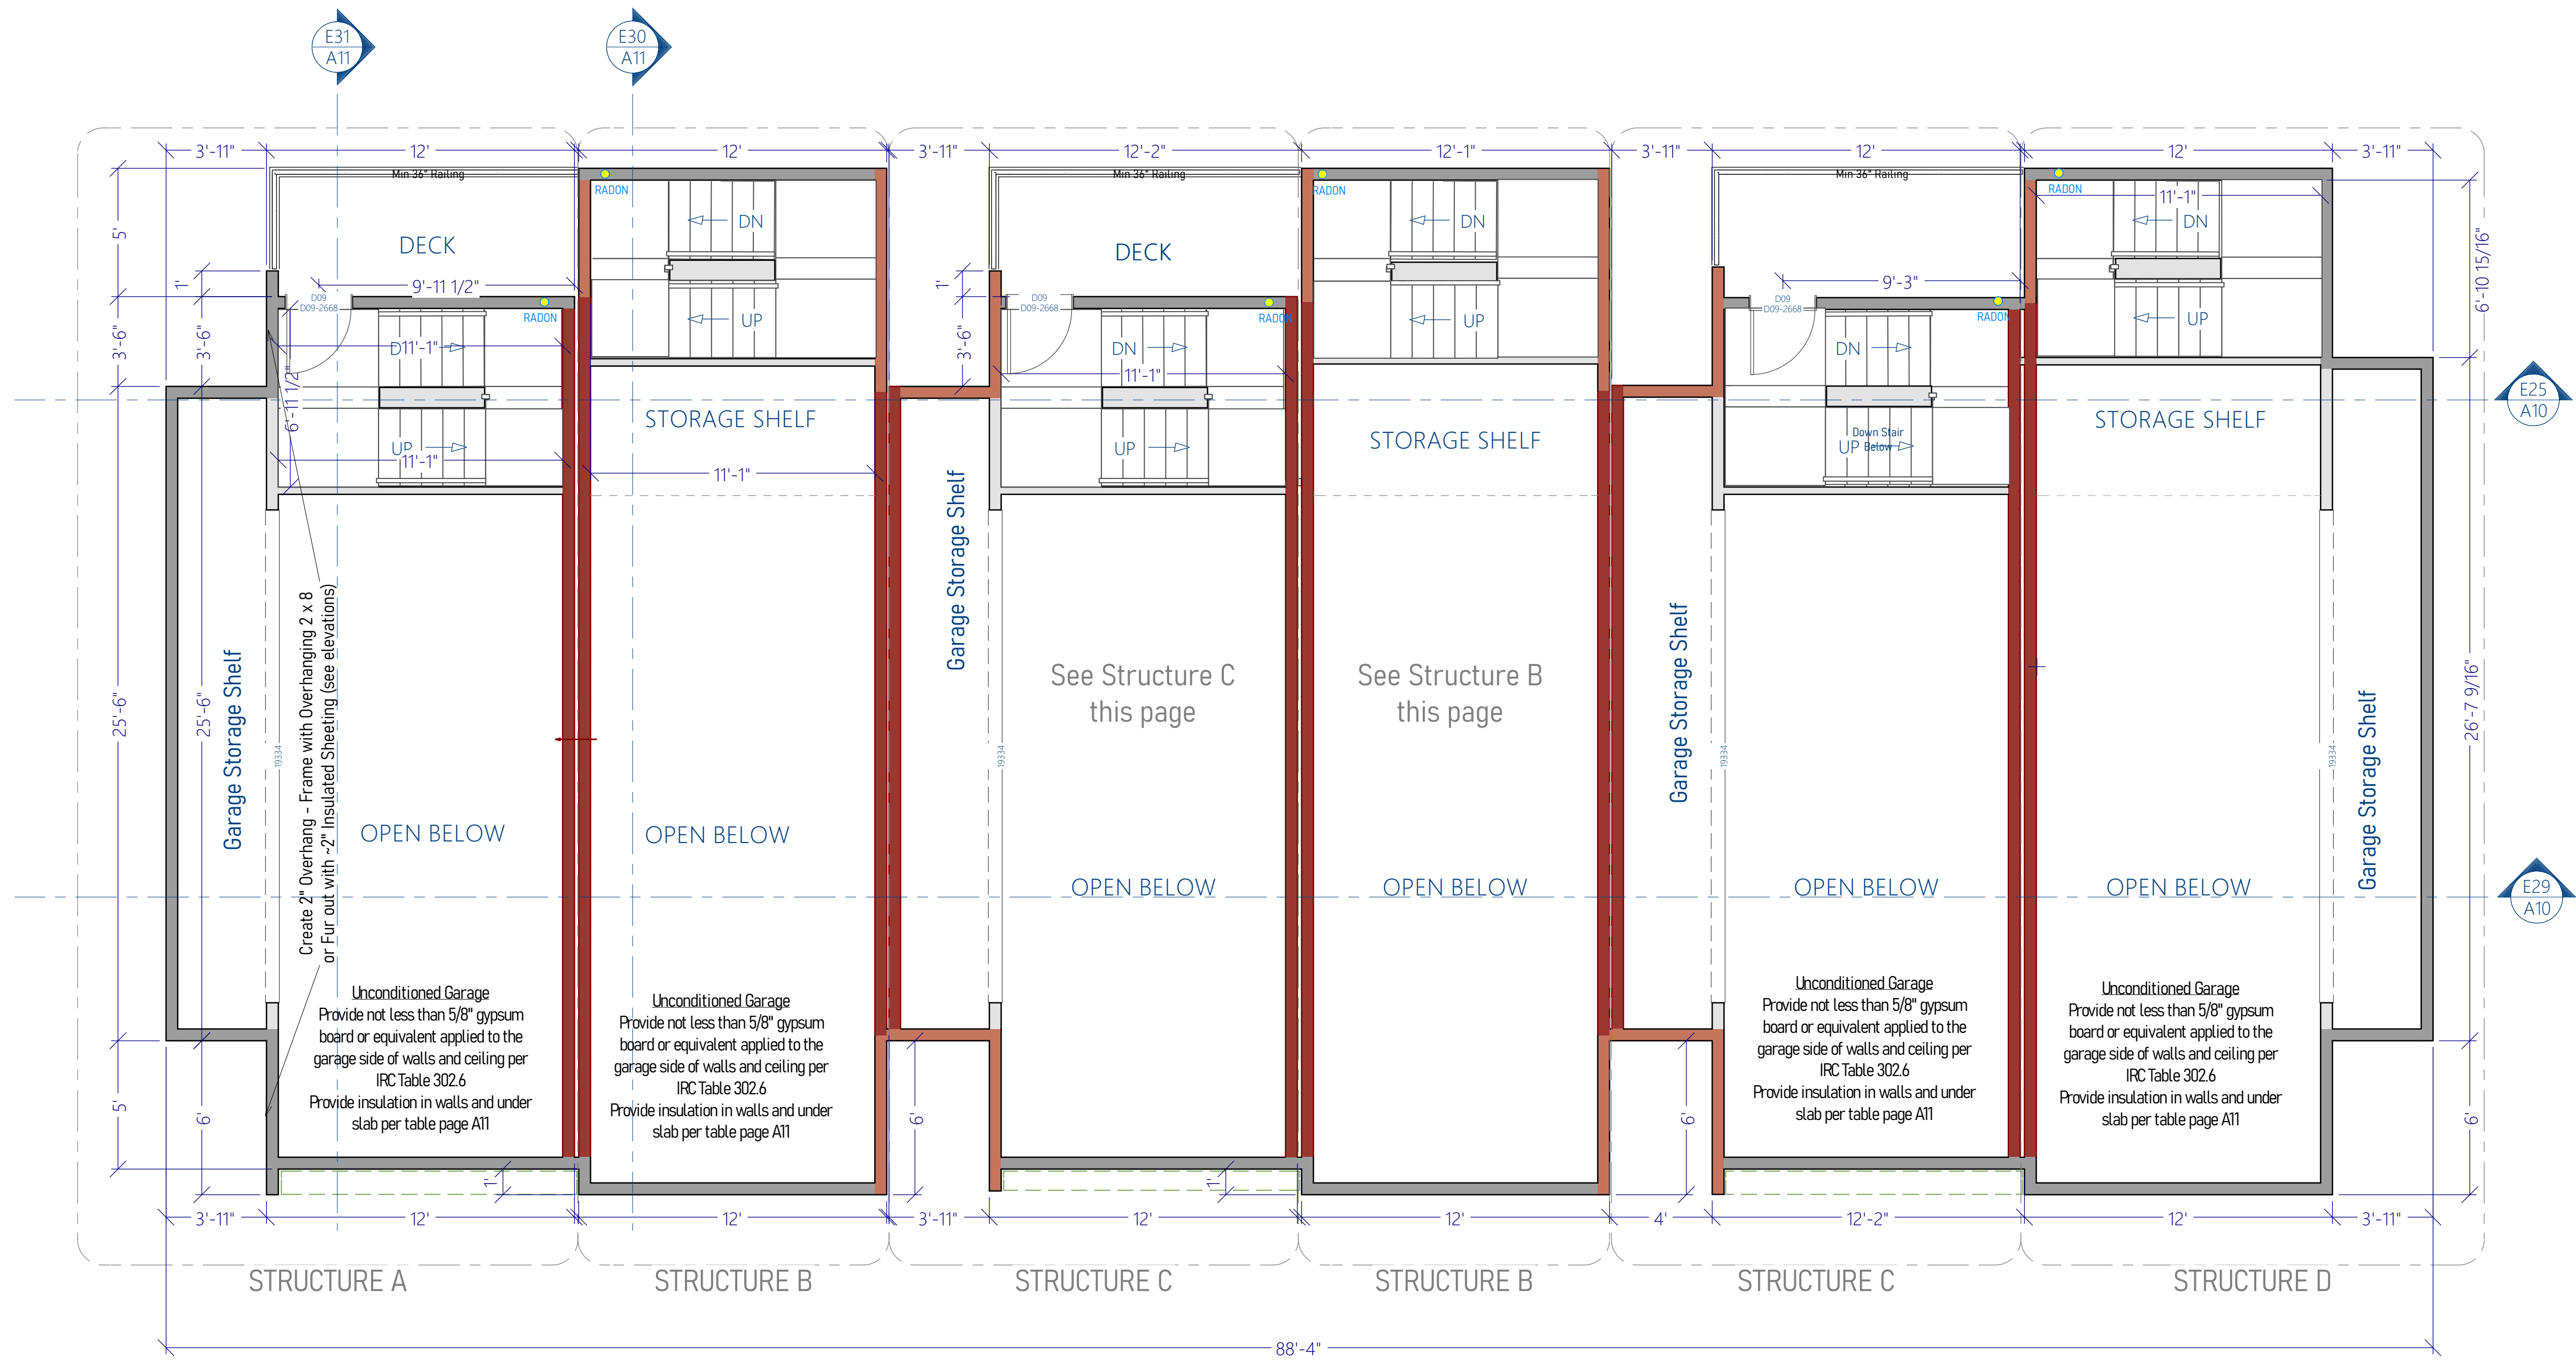 E31
A11
E30
A11
3'-11"
12'
12'
3'-11"
12'-2"
12'-1"
3'-11"
12'
12'
3'-11"
Min 36" Railing
Min 36" Railing
Min 36" Railing
RADON
RADON
RADON
11'-1"
DN
DN
DN
5'
DECK
DECK
6'-10 15/16"
1'
9'-11 1/2"
1'
9'-3"
D09
D09-2668
D09
D09-2668
D09
D09-2668
RADON
RADON
RADON
UP
UP
UP
3'-6"
3'-6"
3'-6"
D
11'-1"
DN
DN
11'-1"
6'-11 1/2"
E25
A10
STORAGE SHELF
STORAGE SHELF
STORAGE SHELF
UP
11'-1"
UP
Down Stair
UP Below
11'-1"
Garage Storage Shelf
Garage Storage Shelf
Garage Storage Shelf
Garage Storage Shelf
Create 2" Overhang - Frame with Overhanging 2 x 8
or Fur out with ~2" Insulated Sheeting (see elevations)
See Structure C
this page
See Structure B
this page
25'-6"
25'-6"
26'-7 9/16"
19334
19334
19334
19334
OPEN BELOW
OPEN BELOW
OPEN BELOW
OPEN BELOW
OPEN BELOW
OPEN BELOW
E29
A10
Unconditioned Garage
Provide not less than 5/8" gypsum
board or equivalent applied to the
garage side of walls and ceiling per
IRC Table 302.6
Provide insulation in walls and under
slab per table page A11
Unconditioned Garage
Provide not less than 5/8" gypsum
board or equivalent applied to the
garage side of walls and ceiling per
IRC Table 302.6
Provide insulation in walls and under
slab per table page A11
Unconditioned Garage
Provide not less than 5/8" gypsum
board or equivalent applied to the
garage side of walls and ceiling per
IRC Table 302.6
Provide insulation in walls and under
slab per table page A11
Unconditioned Garage
Provide not less than 5/8" gypsum
board or equivalent applied to the
garage side of walls and ceiling per
IRC Table 302.6
Provide insulation in walls and under
slab per table page A11
5'
6'
6'
6'
6'
1'
1'
3'-11"
12'
12'
3'-11"
12'
12'
4'
12'-2"
12'
3'-11"
STRUCTURE A
STRUCTURE B
STRUCTURE C
STRUCTURE B
STRUCTURE C
STRUCTURE D
88'-4"